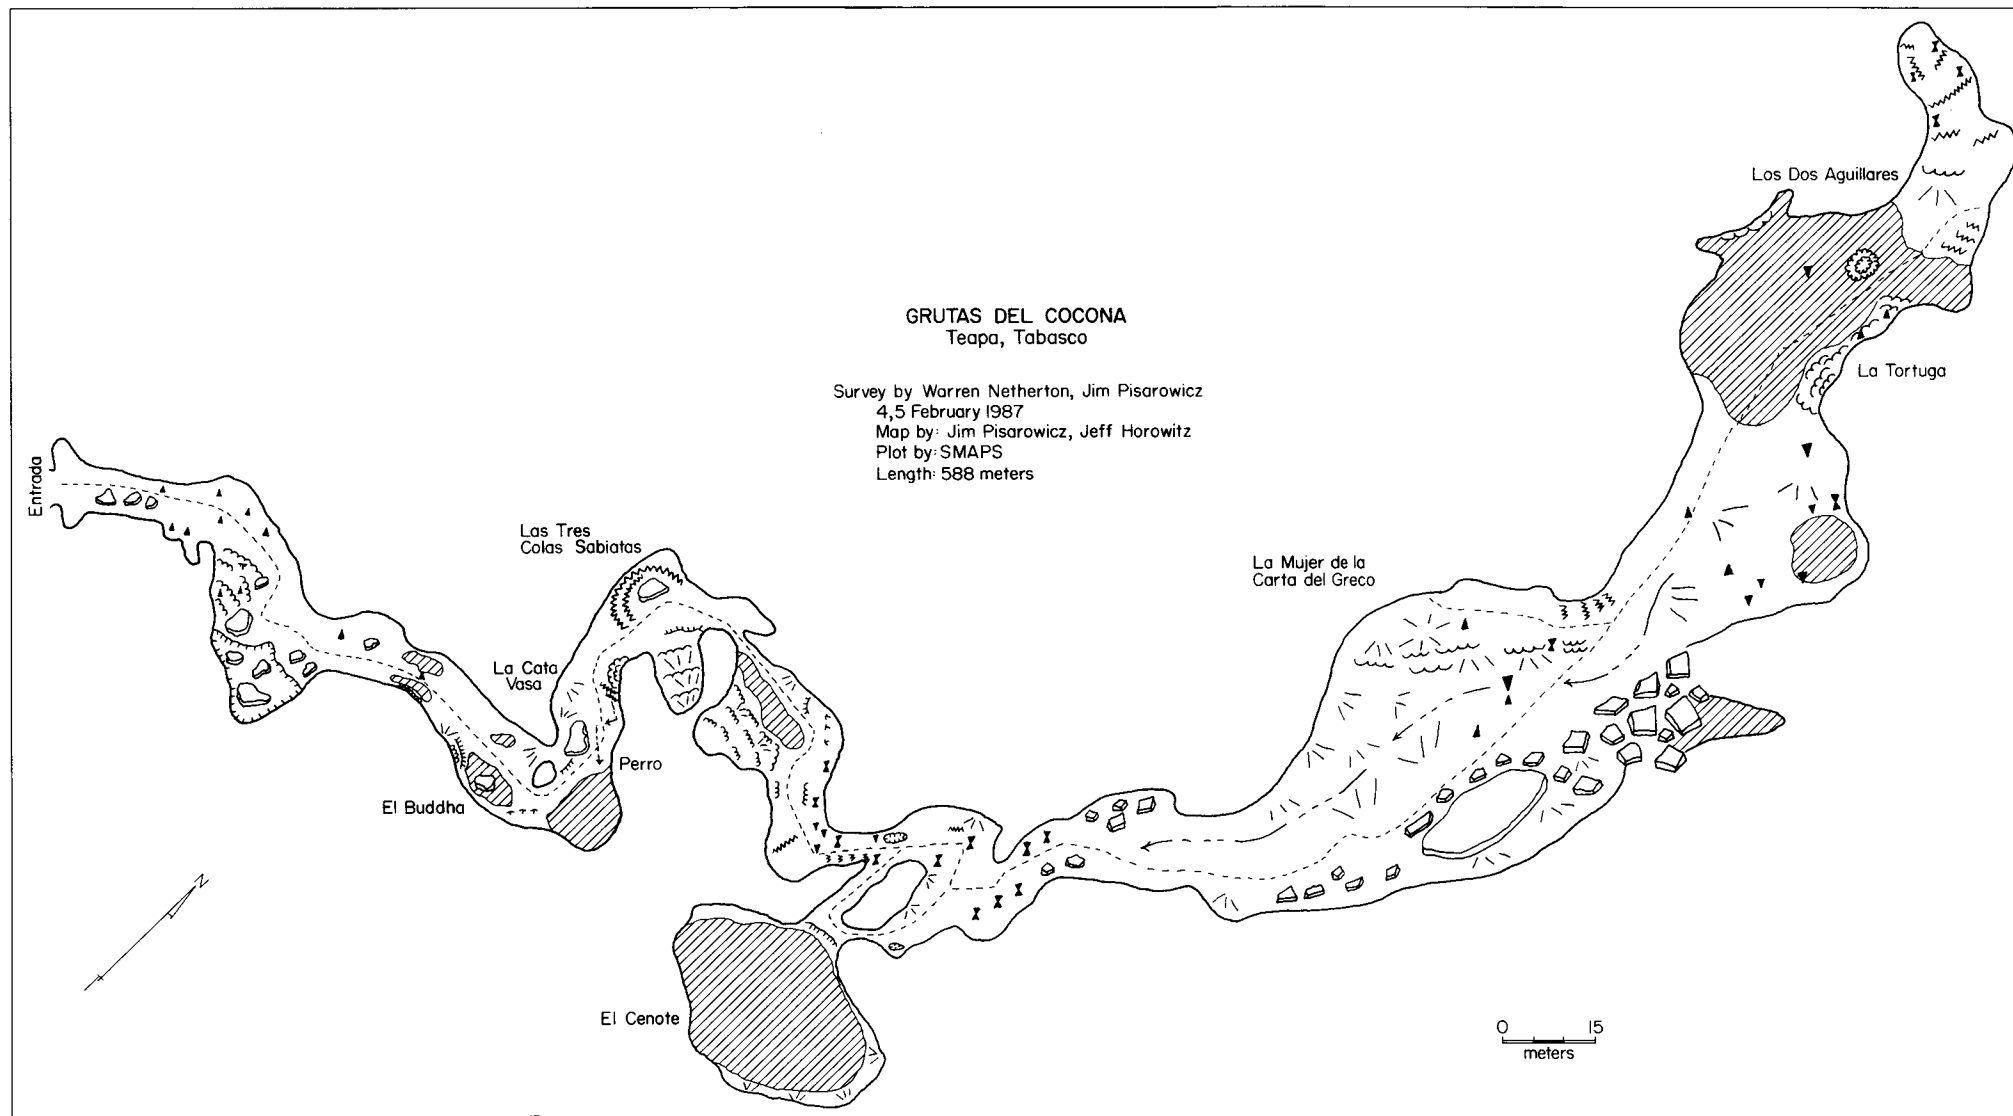 GRUTAS DEL COCONA
Teapa, Tabasco
Survey by Warren Netherton, Jim Pisarowicz
4,5 February 1987
Map by: Jim Pisarowicz, Jeff Horowitz
Plot by: SMAPS
Length: 588 meters
Entrada
Las Tres
Colas Sabiatas
La Cata
Vasa
Perro
El Buddha
El Cenote
La Mujer de la
Carta del Greco
Los Dos Aguillares
La Tortuga
N
0 15
meters